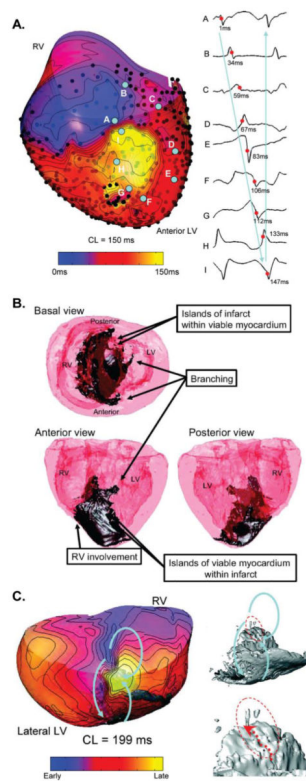 A.
RV
A
1ms
B
34ms
C
59ms
D
67ms
E
83ms
F
106ms
G
112ms
H
133ms
I
147ms
B
C
A
I
D
H
E
G
F
Anterior LV
CL = 150 ms
0ms
150ms
B.
Basal view
Posterior
RV
LV
Anterior
Islands of infarct
within viable myocardium
Branching
Anterior view
Posterior view
RV
LV
LV
RV
RV involvement
Islands of viable myocardium
within infarct
C.
RV
Lateral LV
CL = 199 ms
Early
Late